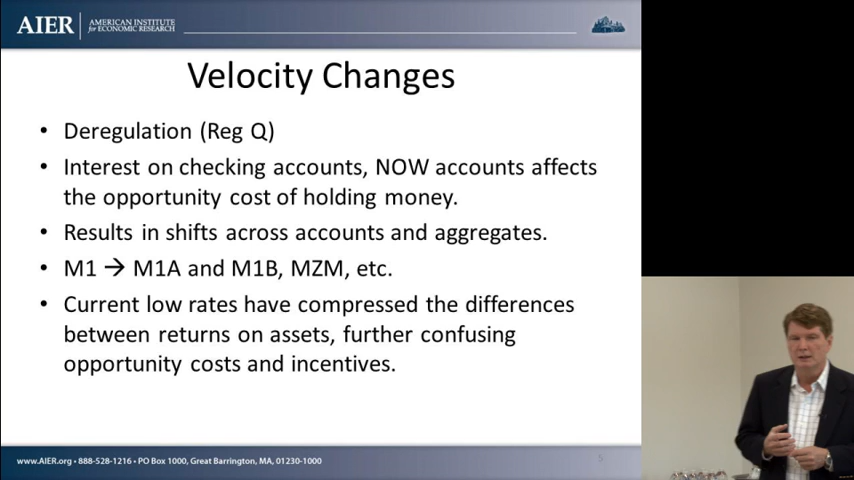 AIER
AMERICAN INSTITUTE
for ECONOMIC RESEARCH
Velocity Changes
• Deregulation (Reg Q)
• Interest on checking accounts, NOW accounts affects
the opportunity cost of holding money.
• Results in shifts across accounts and aggregates.
• M1 → M1A and M1B, MZM, etc.
• Current low rates have compressed the differences
between returns on assets, further confusing
opportunity costs and incentives.
www.AIER.org • 888-528-1216 • PO Box 1000, Great Barrington, MA, 01230-1000
5